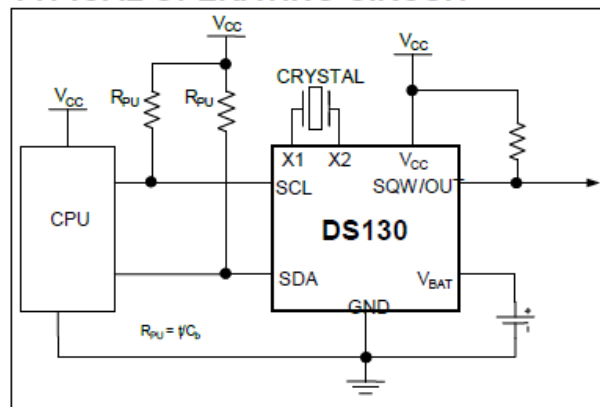 VCC
CRYSTAL
VCC
VCC
RPU
RPU
X1
X2
VCC
SCL
SQW/OUT
CPU
DS130
SDA
VBAT
GND
+
-
RPU = t/Cb